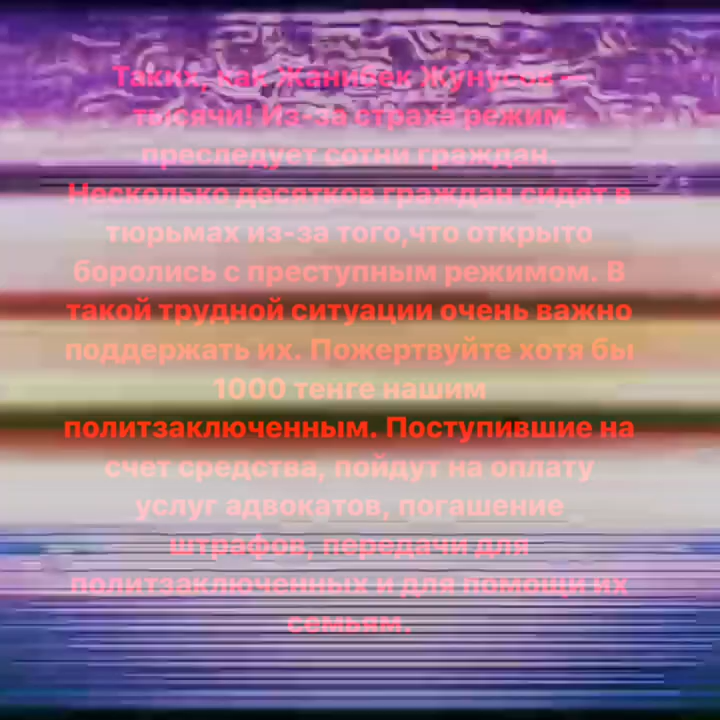 Таких, как Жанибек Жунусов —
тысячи! Из-за страха режим
преследует сотни граждан.
Несколько десятков граждан сидят в
тюрьмах из-за того,что открыто
боролись с преступным режимом. В
такой трудной ситуации очень важно
поддержать их. Пожертвуйте хотя бы
1000 тенге нашим
политзаключенным. Поступившие на
счет средства, пойдут на оплату
услуг адвокатов, погашение
штрафов, передачи для
политзаключенных и для помощи их
семьям.